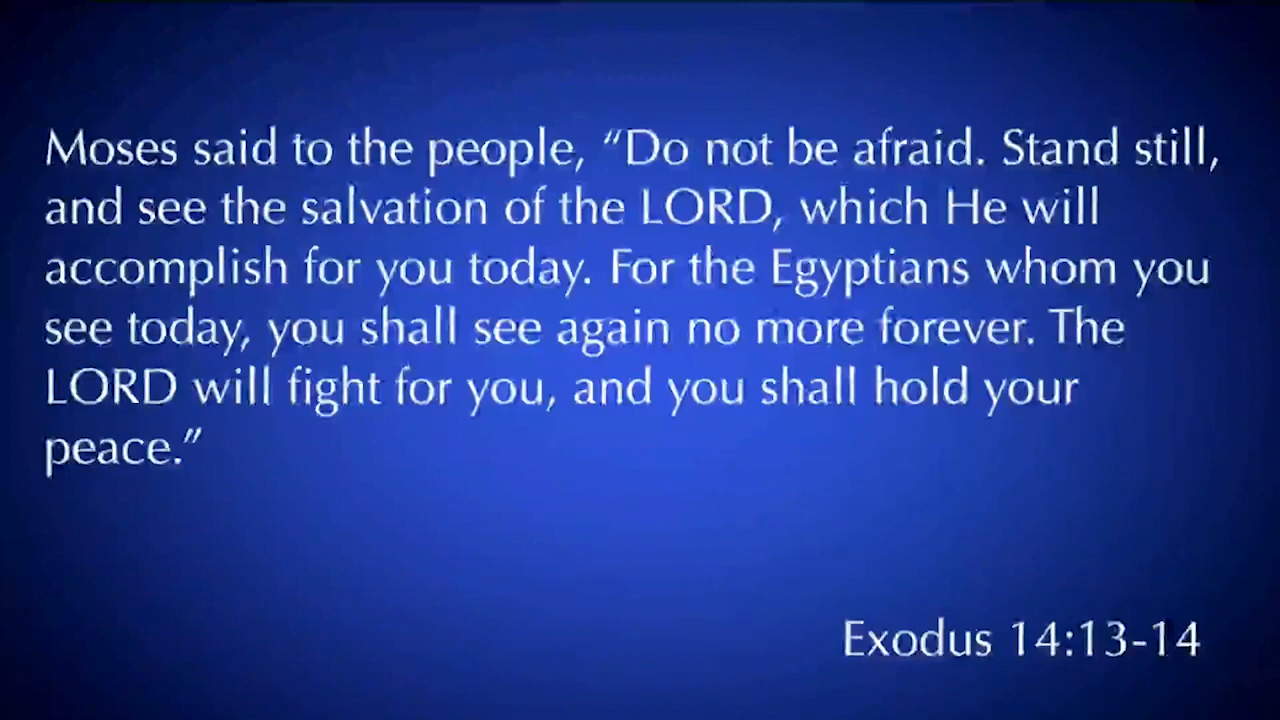 Moses said to the people, “Do not be afraid. Stand still,
and see the salvation of the LORD, which He will
accomplish for you today. For the Egyptians whom you
see today, you shall see again no more forever. The
LORD will fight for you, and you shall hold your
peace.”
Exodus 14:13-14